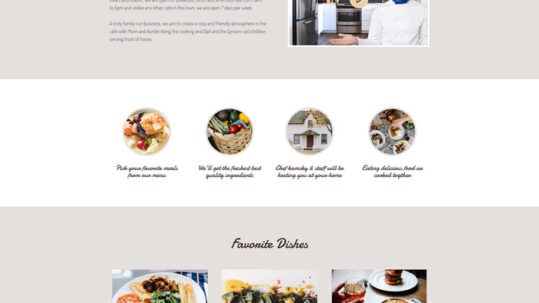 to 5pm and unlike any other cafe in the town, we are open 7 days per week.
A truly family run business, we aim to create a cosy and friendly atmosphere in the
cafe with Mum and Auntie doing the cooking and Dad and the (grown-up) children
serving front of house
Pick your favorite meals
from our menu
We'll get the freshest best
quality ingredients
Chef bamsky & staff will be
hosting you at your home
Eating delicious food we
cooked togther
Favorite Dishes